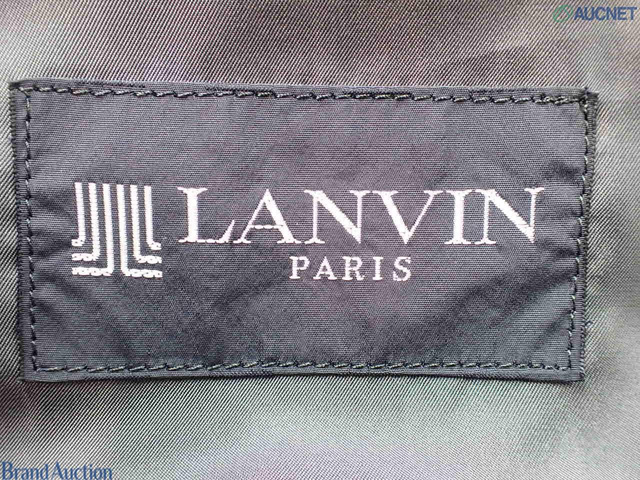 AUCNET
LANVIN
PARIS
Brand Auction